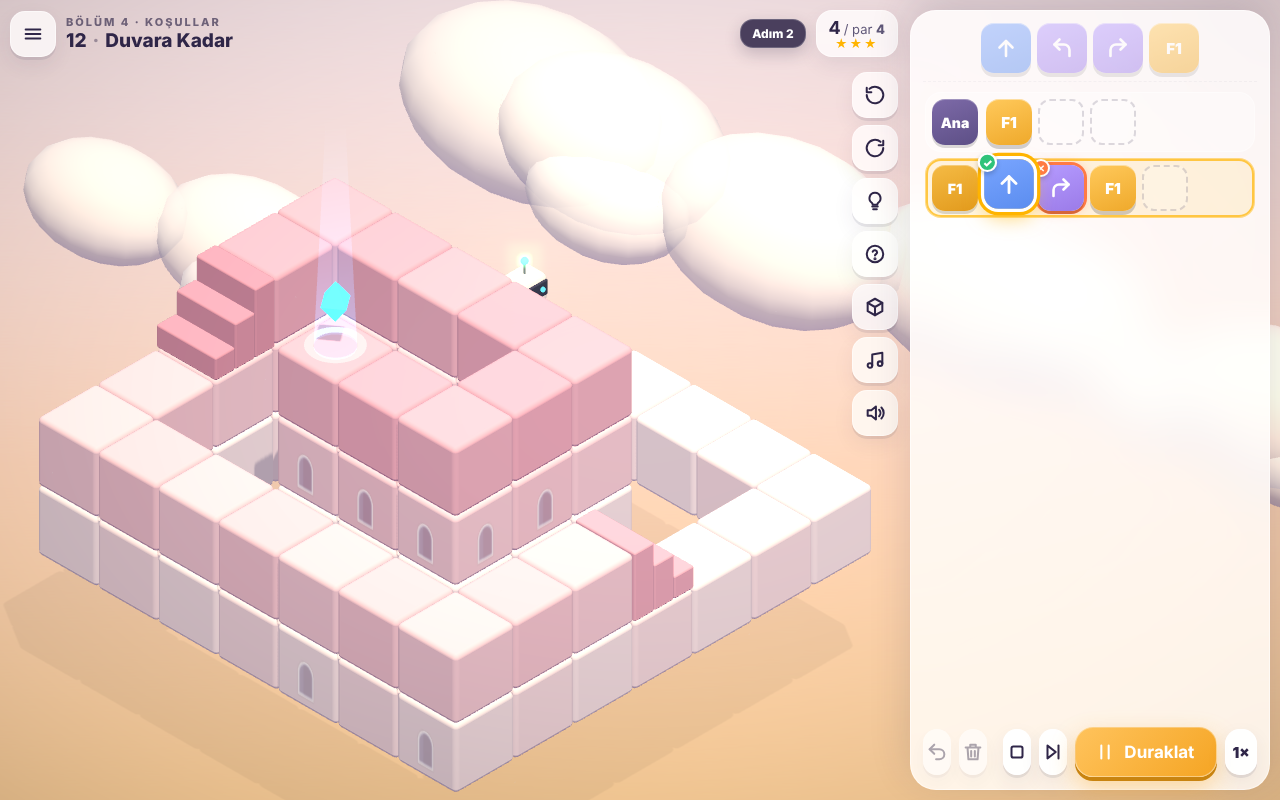 BÖLÜM 4 · KOŞULLAR
12 · Duvara Kadar
Adım 2
4 / par 4
F1
Ana F1
F1 F1
Duraklat
1×